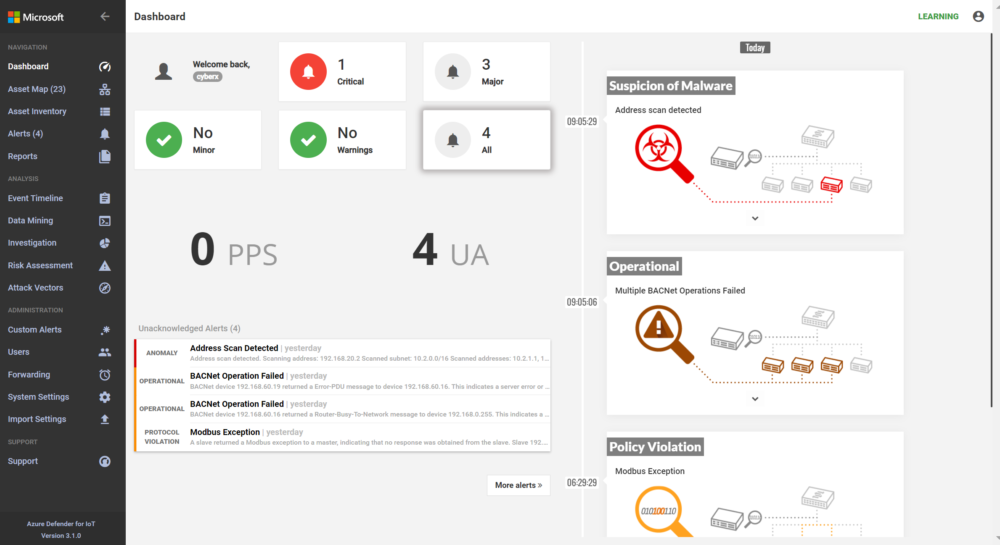 Microsoft
NAVIGATION
Dashboard
Asset Map (23)
Asset Inventory
Alerts (4)
Reports
ANALYSIS
Event Timeline
Data Mining
Investigation
Risk Assessment
Attack Vectors
ADMINISTRATION
Custom Alerts
Users
Forwarding
System Settings
Import Settings
SUPPORT
Support
Azure Defender for IoT
Version 3.1.0
Dashboard
LEARNING
Welcome back,
cyberx
1
Critical
3
Major
No
Minor
No
Warnings
4
All
0 PPS
4 UA
Unacknowledged Alerts (4)
ANOMALY
Address Scan Detected | yesterday
Address scan detected. Scanning address: 192.168.20.2 Scanned subnet: 10.2.0.0/16 Scanned addresses: 10.2.1.1, 1...
OPERATIONAL
BACNet Operation Failed | yesterday
BACNet device 192.168.60.19 returned a Error-PDU message to device 192.168.60.16. This indicates a server error or ...
OPERATIONAL
BACNet Operation Failed | yesterday
BACNet device 192.168.60.16 returned a Router-Busy-To-Network message to device 192.168.0.255. This indicates a ...
PROTOCOL
VIOLATION
Modbus Exception | yesterday
A slave returned a Modbus exception to a master, indicating that no response was obtained from the slave. Slave 192....
More alerts »
Today
09:05:29
Suspicion of Malware
Address scan detected
010110
09:05:06
Operational
Multiple BACNet Operations Failed
010110
06:29:29
Policy Violation
Modbus Exception
010100110
010110